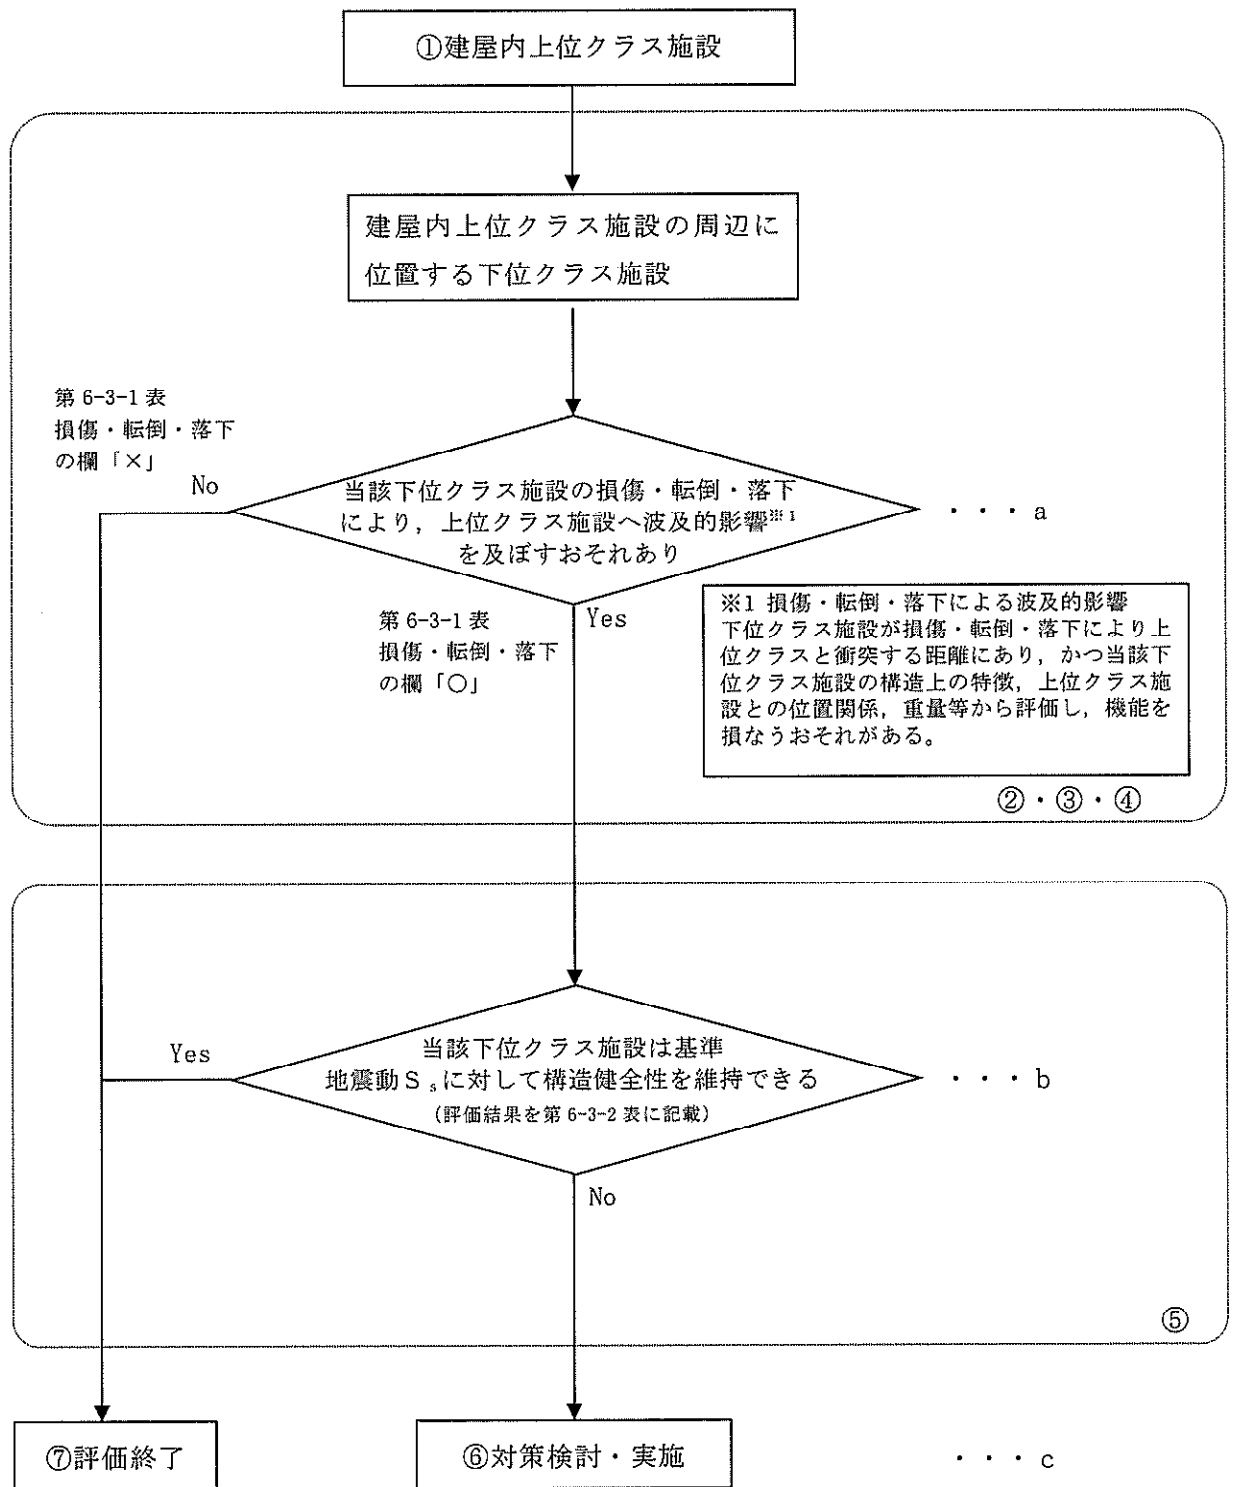 ①建屋内上位クラス施設
建屋内上位クラス施設の周辺に
位置する下位クラス施設
第 6-3-1 表
損傷・転倒・落下
の欄「×」
No
当該下位クラス施設の損傷・転倒・落下
により，上位クラス施設へ波及的影響※1
を及ぼすおそれあり
・・・a
第 6-3-1 表
損傷・転倒・落下
の欄「○」
Yes
※1 損傷・転倒・落下による波及的影響
下位クラス施設が損傷・転倒・落下により上
位クラスと衝突する距離にあり，かつ当該下
位クラス施設の構造上の特徴，上位クラス施
設との位置関係，重量等から評価し，機能を
損なうおそれがある。
②・③・④
Yes
当該下位クラス施設は基準
地震動Ｓsに対して構造健全性を維持できる
(評価結果を第 6-3-2 表に記載)
・・・b
No
⑤
⑦評価終了
⑥対策検討・実施
・・・c